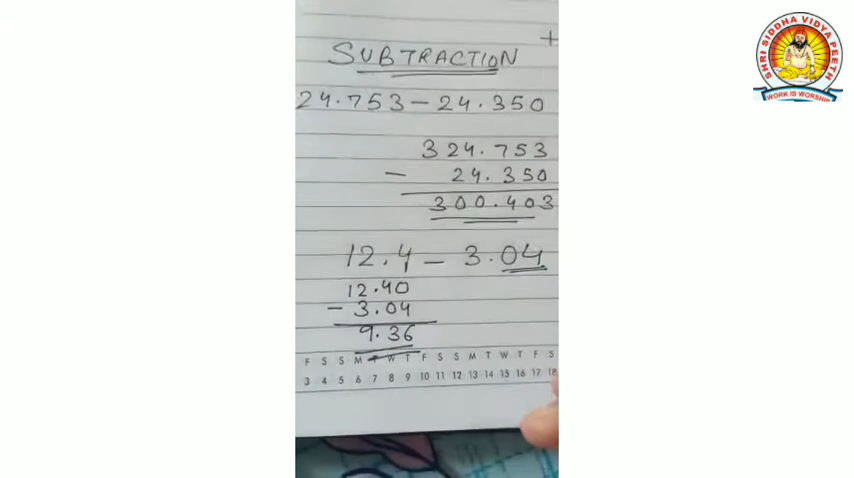 SUBTRACTION
24.753 - 24.350
324.753
- 24.350
300.403
12.4 - 3.04
12.40
- 3.04
9.36
F S S M T W T F S S M T W T F S
3 4 5 6 7 8 9 10 11 12 13 14 15 16 17 18
SHRI SIDDHA VIDYA PEETH
WORK IS WORSHIP